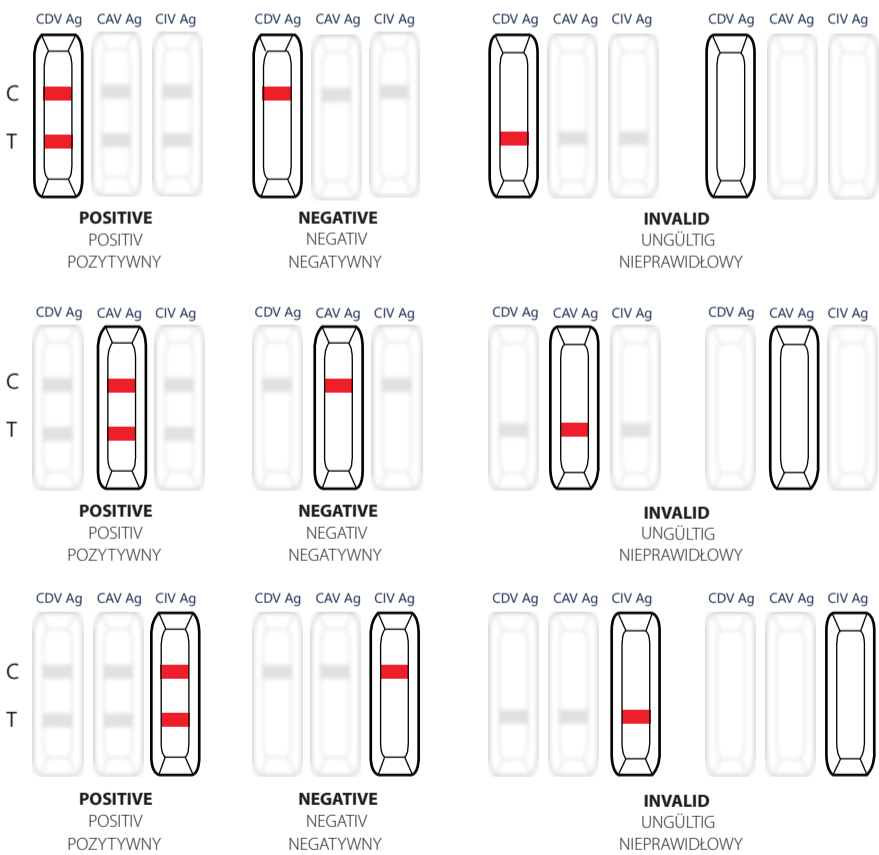 CDV Ag CAV Ag CIV Ag CDV Ag CAV Ag CIV Ag CDV Ag CAV Ag CIV Ag CDV Ag CAV Ag CIV Ag
C
T
POSITIVE NEGATIVE INVALID
POSITIV NEGATIV UNGÜLTIG
POZYTYWNY NEGATYWNY NIEPRAWIDŁOWY
CDV Ag CAV Ag CIV Ag CDV Ag CAV Ag CIV Ag CDV Ag CAV Ag CIV Ag CDV Ag CAV Ag CIV Ag
C
T
POSITIVE NEGATIVE INVALID
POSITIV NEGATIV UNGÜLTIG
POZYTYWNY NEGATYWNY NIEPRAWIDŁOWY
CDV Ag CAV Ag CIV Ag CDV Ag CAV Ag CIV Ag CDV Ag CAV Ag CIV Ag CDV Ag CAV Ag CIV Ag
C
T
POSITIVE NEGATIVE INVALID
POSITIV NEGATIV UNGÜLTIG
POZYTYWNY NEGATYWNY NIEPRAWIDŁOWY